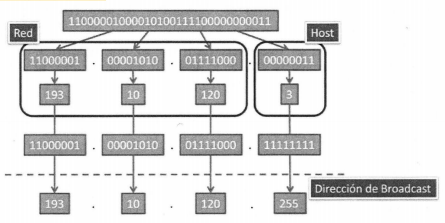 11000001000010100111100000000011
Red
Host
11000001 . 00001010 . 01111000 . 00000011
193 10 120 3
11000001 . 00001010 . 01111000 . 11111111
Dirección de Broadcast
193 . 10 . 120 . 255